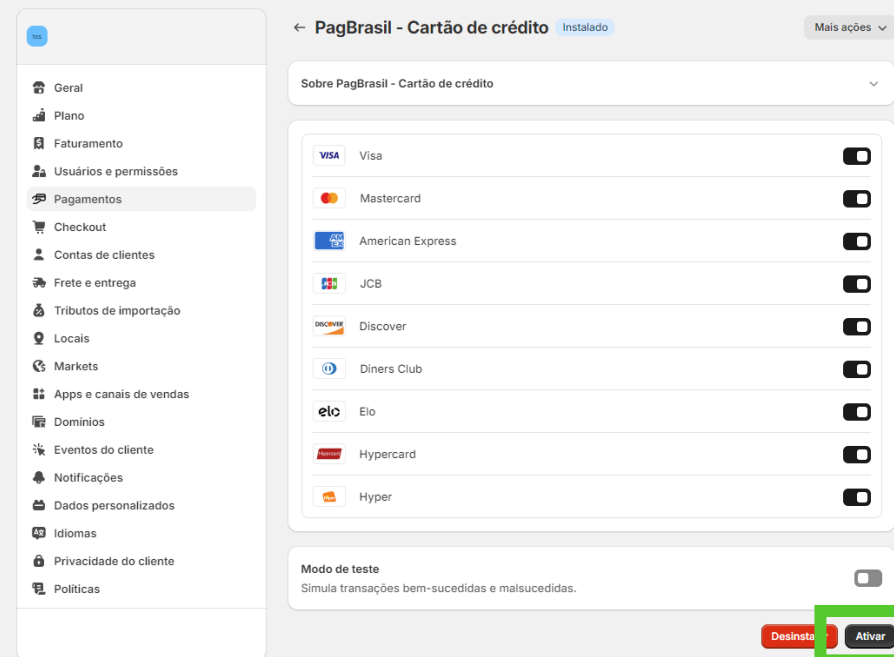 tes
Geral
Plano
Faturamento
Usuários e permissões
Pagamentos
Checkout
Contas de clientes
Frete e entrega
Tributos de importação
Locais
Markets
Apps e canais de vendas
Domínios
Eventos do cliente
Notificações
Dados personalizados
Idiomas
Privacidade do cliente
Políticas
PagBrasil - Cartão de crédito Instalado
Mais ações
Sobre PagBrasil - Cartão de crédito
VISA Visa
Mastercard
AMEX American Express
JCB JCB
DISCOVER Discover
Diners Club
elo Elo
Hypercard Hypercard
Hyper
Modo de teste
Simula transações bem-sucedidas e malsucedidas.
Desinsta
Ativar